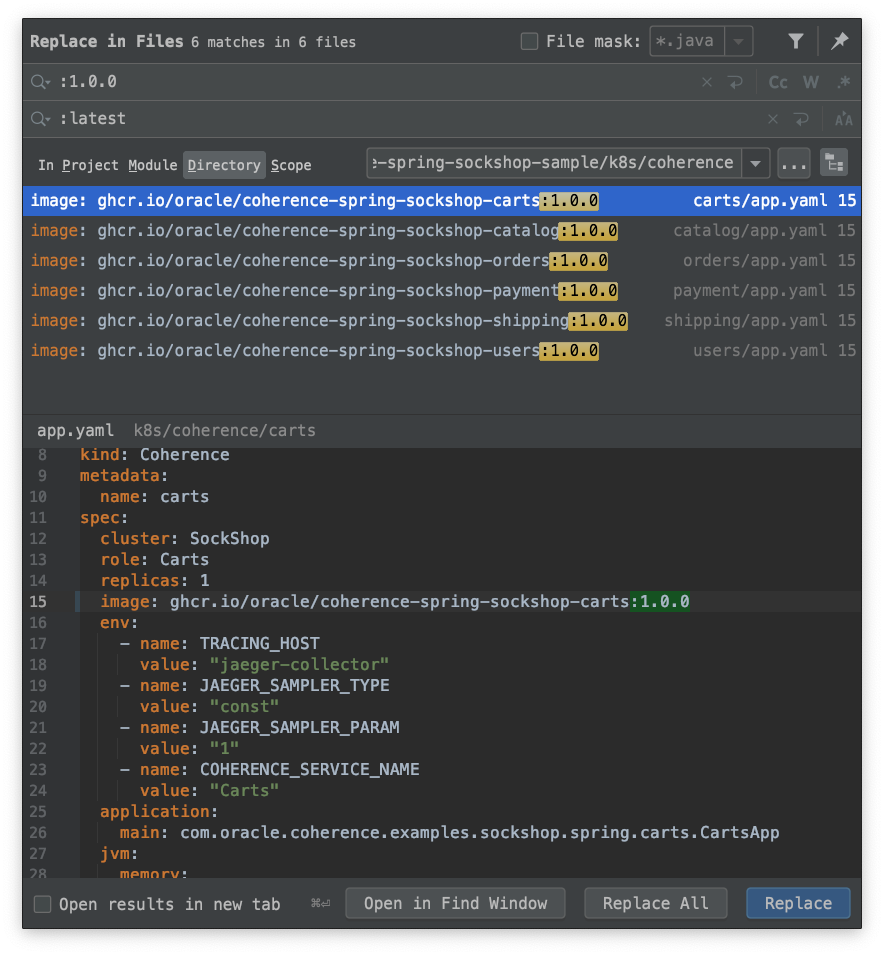 Replace in Files 6 matches in 6 files File mask: *.java
:1.0.0 Cc W .*
:latest AA
In Project Module Directory Scope e-spring-sockshop-sample/k8s/coherence ...
image: ghcr.io/oracle/coherence-spring-sockshop-carts:1.0.0 carts/app.yaml 15
image: ghcr.io/oracle/coherence-spring-sockshop-catalog:1.0.0 catalog/app.yaml 15
image: ghcr.io/oracle/coherence-spring-sockshop-orders:1.0.0 orders/app.yaml 15
image: ghcr.io/oracle/coherence-spring-sockshop-payment:1.0.0 payment/app.yaml 15
image: ghcr.io/oracle/coherence-spring-sockshop-shipping:1.0.0 shipping/app.yaml 15
image: ghcr.io/oracle/coherence-spring-sockshop-users:1.0.0 users/app.yaml 15
app.yaml k8s/coherence/carts
8 kind: Coherence
9 metadata:
10 name: carts
11 spec:
12 cluster: SockShop
13 role: Carts
14 replicas: 1
15 image: ghcr.io/oracle/coherence-spring-sockshop-carts:1.0.0
16 env:
17 - name: TRACING_HOST
18 value: "jaeger-collector"
19 - name: JAEGER_SAMPLER_TYPE
20 value: "const"
21 - name: JAEGER_SAMPLER_PARAM
22 value: "1"
23 - name: COHERENCE_SERVICE_NAME
24 value: "Carts"
25 application:
26 main: com.oracle.coherence.examples.sockshop.spring.carts.CartsApp
27 jvm:
28 memory:
Open results in new tab ⌘⏎ Open in Find Window Replace All Replace